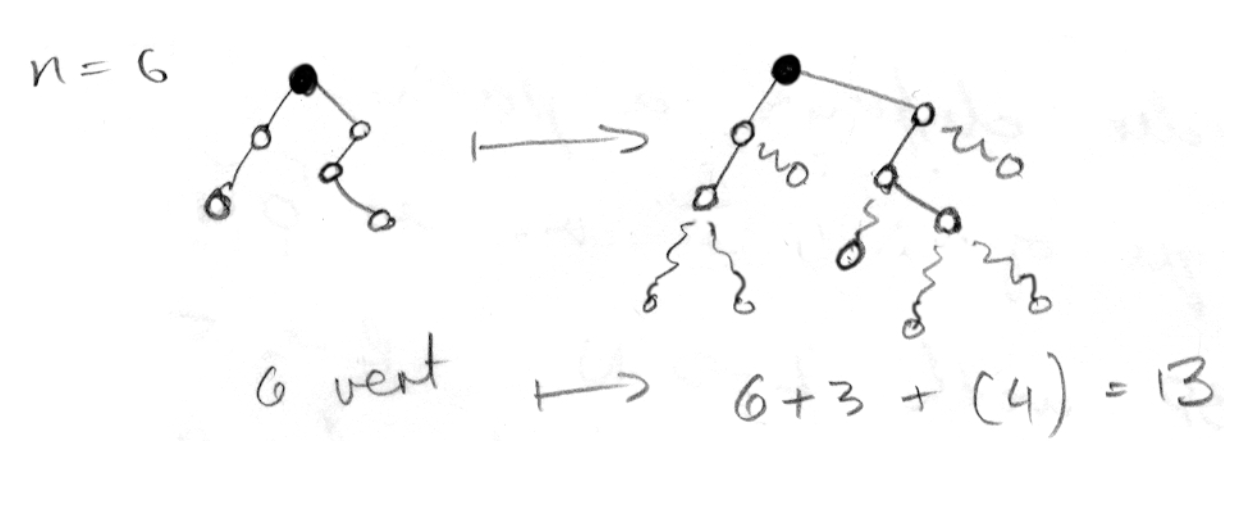 n = 6
6 vert ↦ 6+3 + (4) = 13